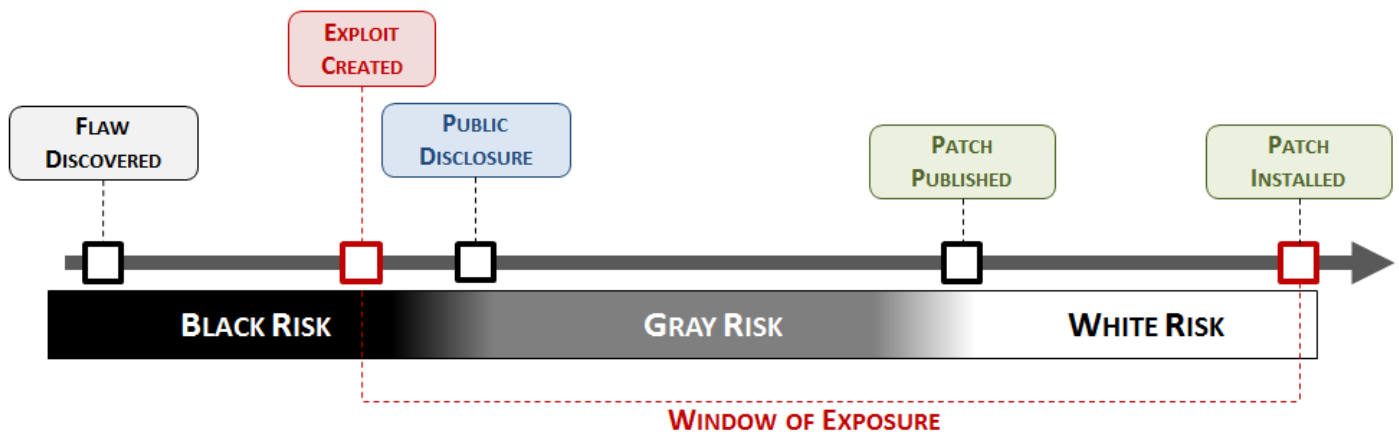 EXPLOIT
CREATED
FLAW
DISCOVERED
PUBLIC
DISCLOSURE
PATCH
PUBLISHED
PATCH
INSTALLED
BLACK RISK
GRAY RISK
WHITE RISK
WINDOW OF EXPOSURE